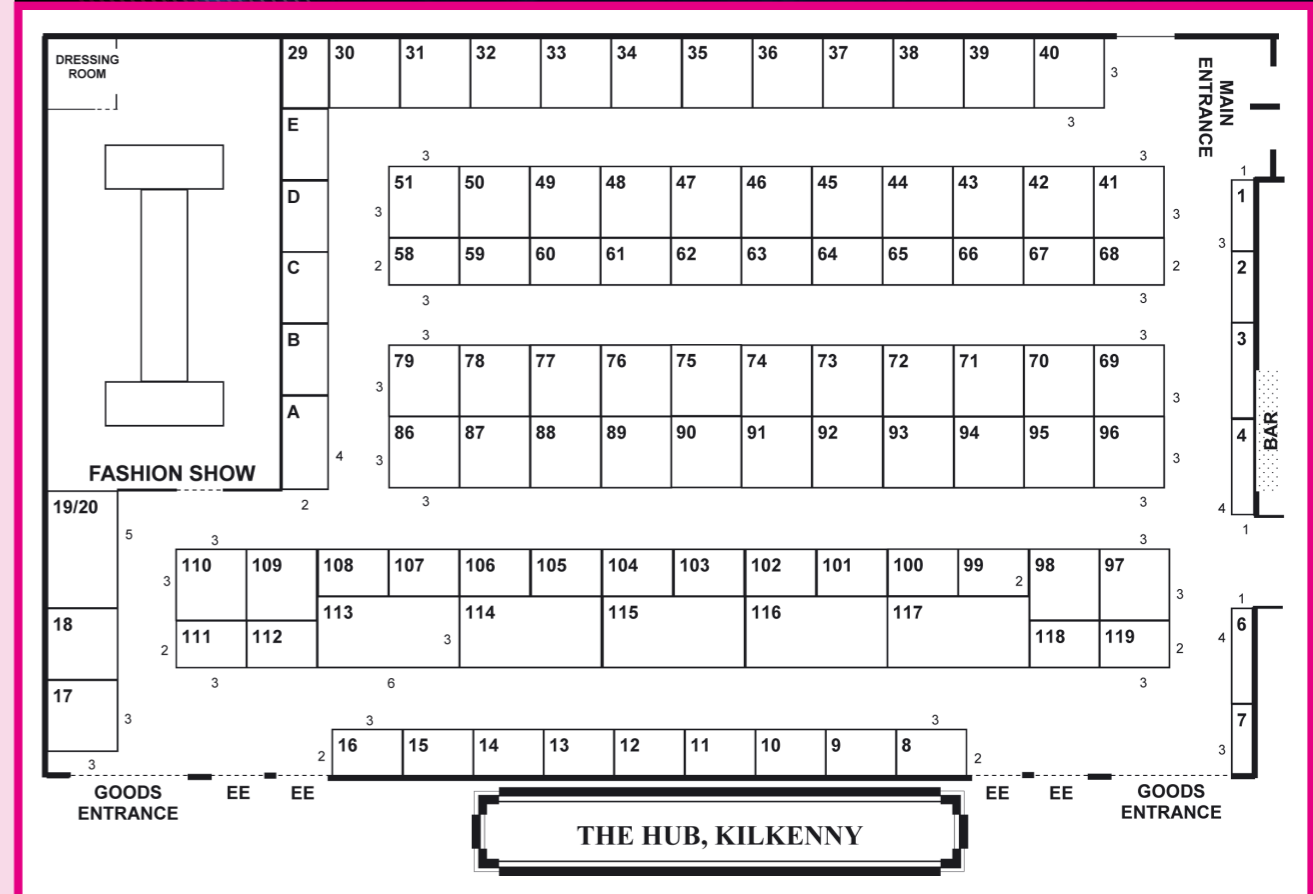 DRESSING
ROOM
29 30 31 32 33 34 35 36 37 38 39 40
3
MAIN
ENTRANCE
3
E
3 3
51 50 49 48 47 46 45 44 43 42 41
1
1
D
3 3
3
58 59 60 61 62 63 64 65 66 67 68
C
2 2
2
3 3
3 3
B
3
79 78 77 76 75 74 73 72 71 70 69
3 3
A
86 87 88 89 90 91 92 93 94 95 96
4
BAR
4
3 3
FASHION SHOW
2
3 3
4
1
19/20
5
3 3
110 109 108 107 106 105 104 103 102 101 100 99 98 97
3 2 3
1
113 114 115 116 117
3
18
111 112
118 119
2 2
6
4
3 6 3
17
3
3
3 3
16 15 14 13 12 11 10 9 8
2 2
7
3
GOODS
ENTRANCE
EE EE
EE EE
GOODS
ENTRANCE
THE HUB, KILKENNY